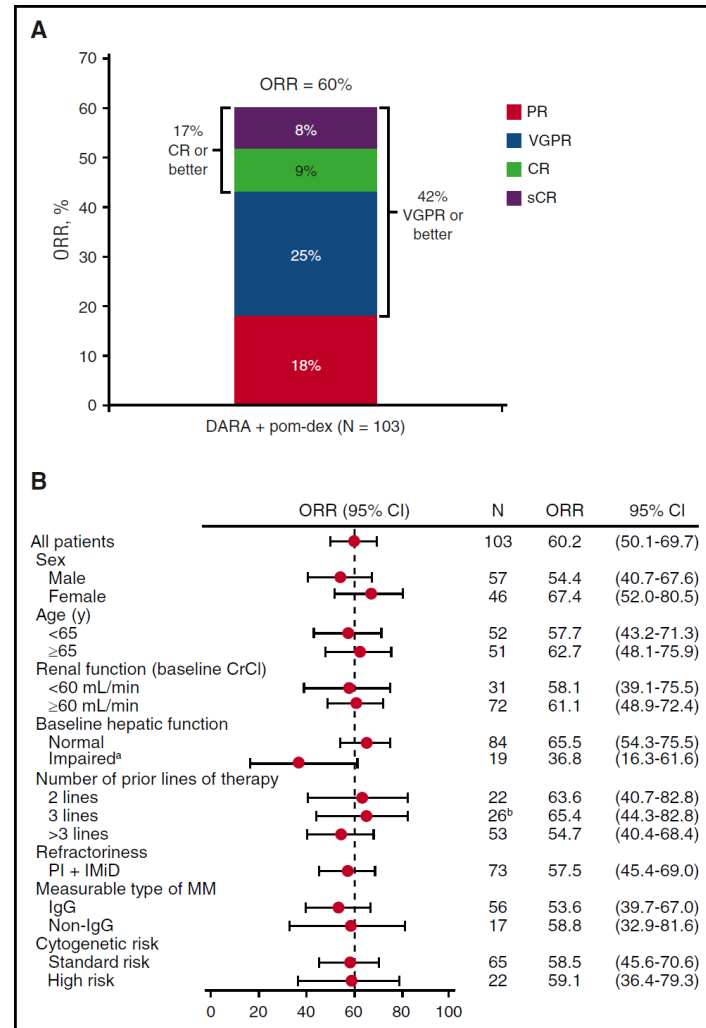 A
70
60
50
40
30
20
10
0
ORR, %
ORR = 60%
17%
CR or
better
8%
9%
25%
18%
42%
VGPR or
better
PR
VGPR
CR
sCR
DARA + pom-dex (N = 103)
B
ORR (95% CI) N ORR 95% CI
All patients 103 60.2 (50.1-69.7)
Sex
Male 57 54.4 (40.7-67.6)
Female 46 67.4 (52.0-80.5)
Age (y)
<65 52 57.7 (43.2-71.3)
≥65 51 62.7 (48.1-75.9)
Renal function (baseline CrCl)
<60 mL/min 31 58.1 (39.1-75.5)
≥60 mL/min 72 61.1 (48.9-72.4)
Baseline hepatic function
Normal 84 65.5 (54.3-75.5)
Impairedᵃ 19 36.8 (16.3-61.6)
Number of prior lines of therapy
2 lines 22 63.6 (40.7-82.8)
3 lines 26ᵇ 65.4 (44.3-82.8)
>3 lines 53 54.7 (40.4-68.4)
Refractoriness
PI + IMiD 73 57.5 (45.4-69.0)
Measurable type of MM
IgG 56 53.6 (39.7-67.0)
Non-IgG 17 58.8 (32.9-81.6)
Cytogenetic risk
Standard risk 65 58.5 (45.6-70.6)
High risk 22 59.1 (36.4-79.3)
0 20 40 60 80 100